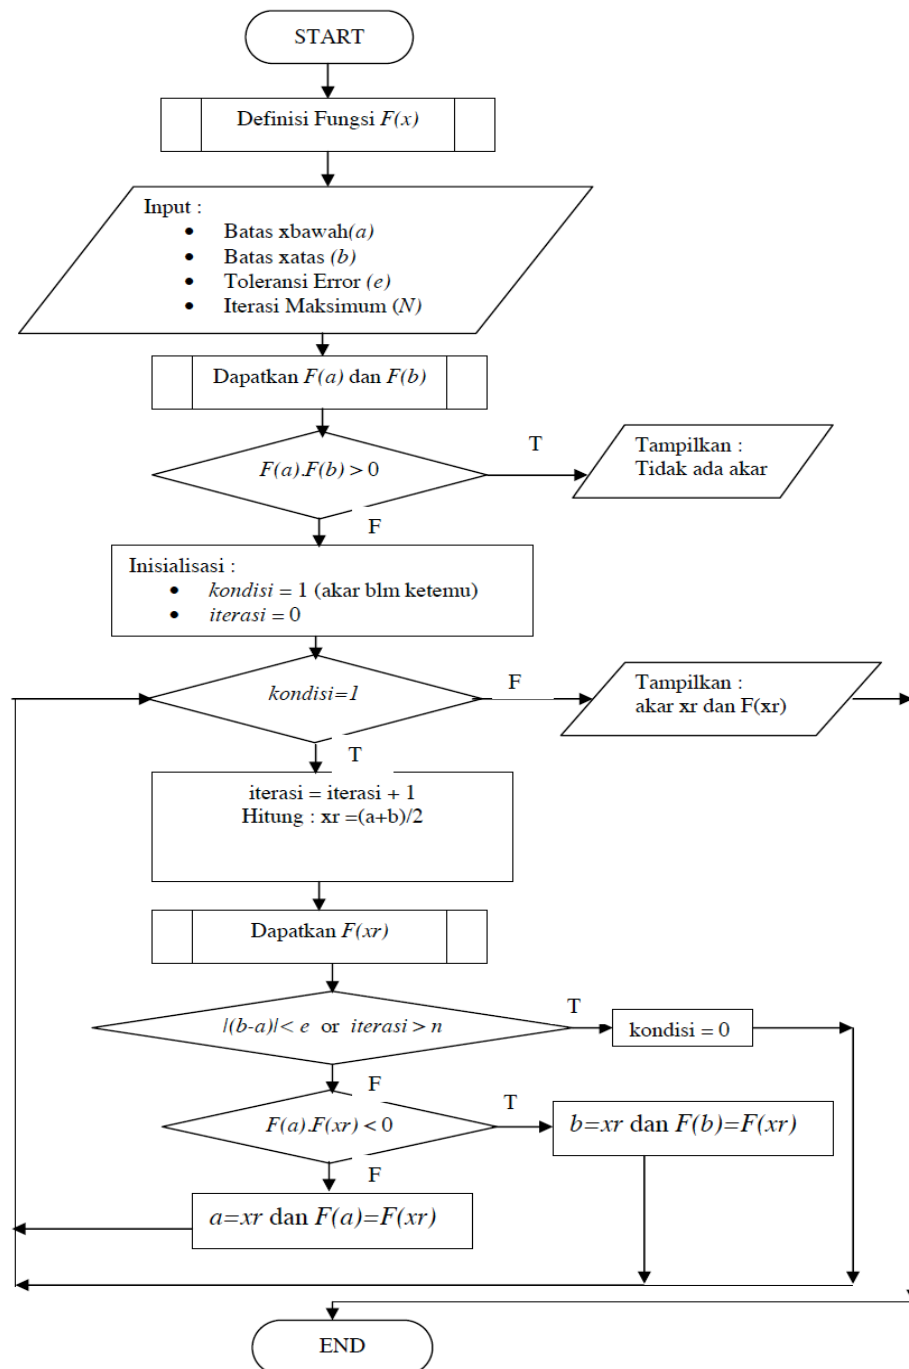 START
Definisi Fungsi F(x)
Input :
• Batas xbawah(a)
• Batas xatas (b)
• Toleransi Error (e)
• Iterasi Maksimum (N)
Dapatkan F(a) dan F(b)
F(a).F(b) > 0
T
Tampilkan :
Tidak ada akar
F
Inisialisasi :
• kondisi = 1 (akar blm ketemu)
• iterasi = 0
kondisi=1
F
Tampilkan :
akar xr dan F(xr)
T
iterasi = iterasi + 1
Hitung : xr =(a+b)/2
Dapatkan F(xr)
|(b-a)|< e or iterasi > n
T
kondisi = 0
F
F(a).F(xr) < 0
T
b=xr dan F(b)=F(xr)
F
a=xr dan F(a)=F(xr)
END